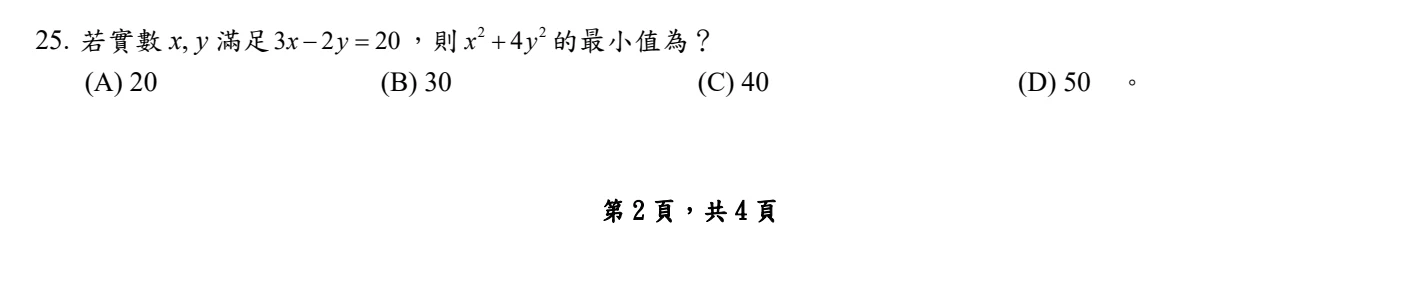 25. 若實數 x, y 滿足 3x−2y=20，則 x²+4y² 的最小值為？
(A) 20 (B) 30 (C) 40 (D) 50 。
第 2 頁，共 4 頁